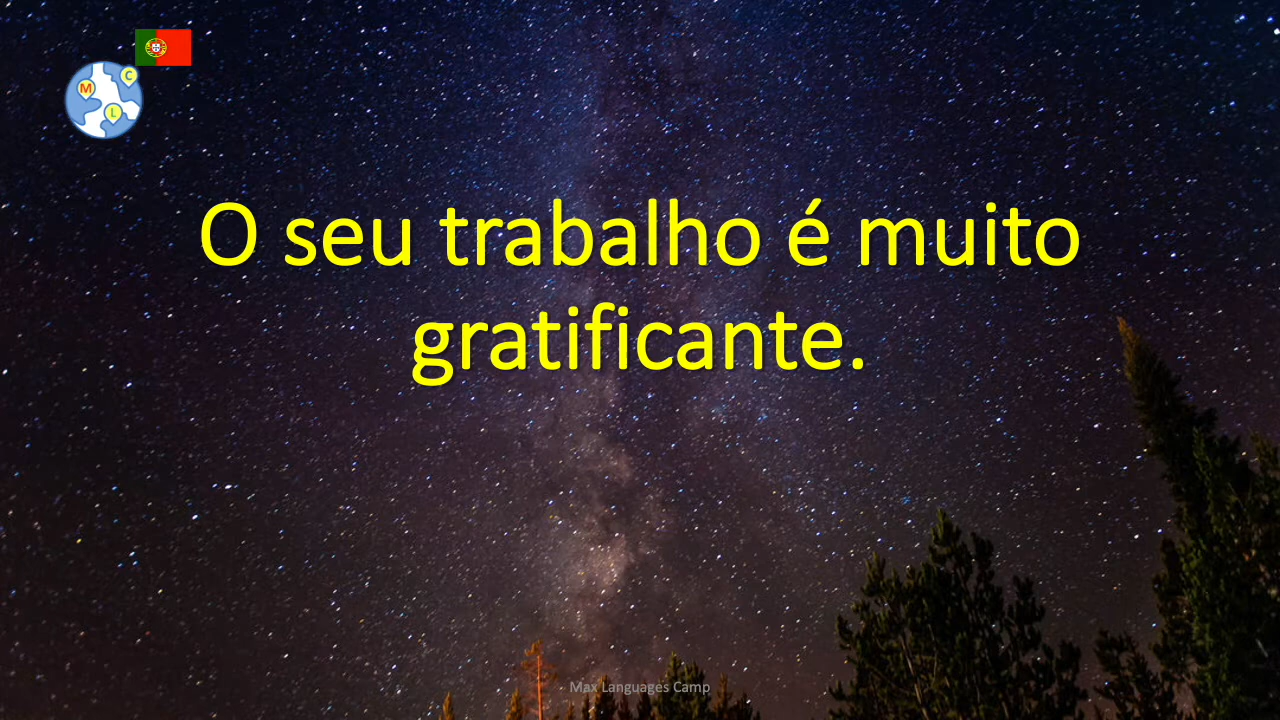 M
C
L
O seu trabalho é muito
gratificante.
Max Languages Camp